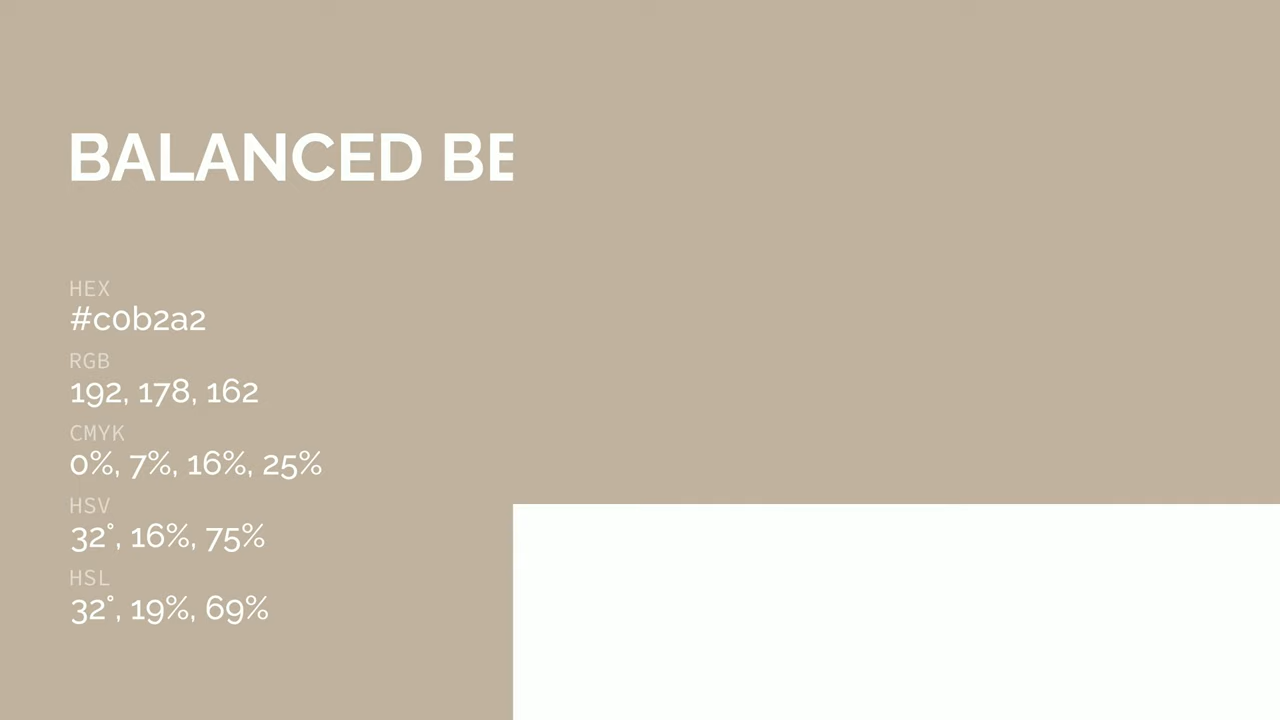 BALANCED BE
HEX
#c0b2a2
RGB
192, 178, 162
CMYK
0%, 7%, 16%, 25%
HSV
32°, 16%, 75%
HSL
32°, 19%, 69%